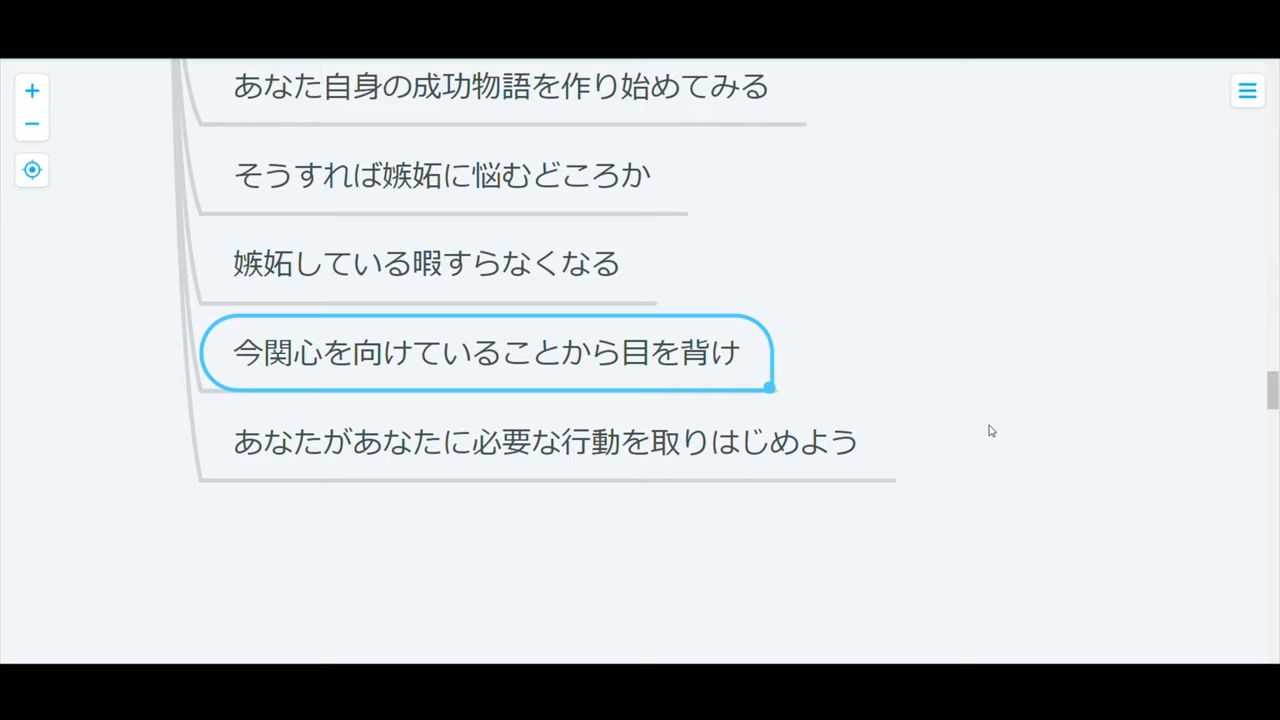 あなた自身の成功物語を作り始めてみる
そうすれば嫉妬に悩むどころか
嫉妬している暇すらなくなる
今関心を向けていることから目を背け
あなたがあなたに必要な行動を取りはじめよう